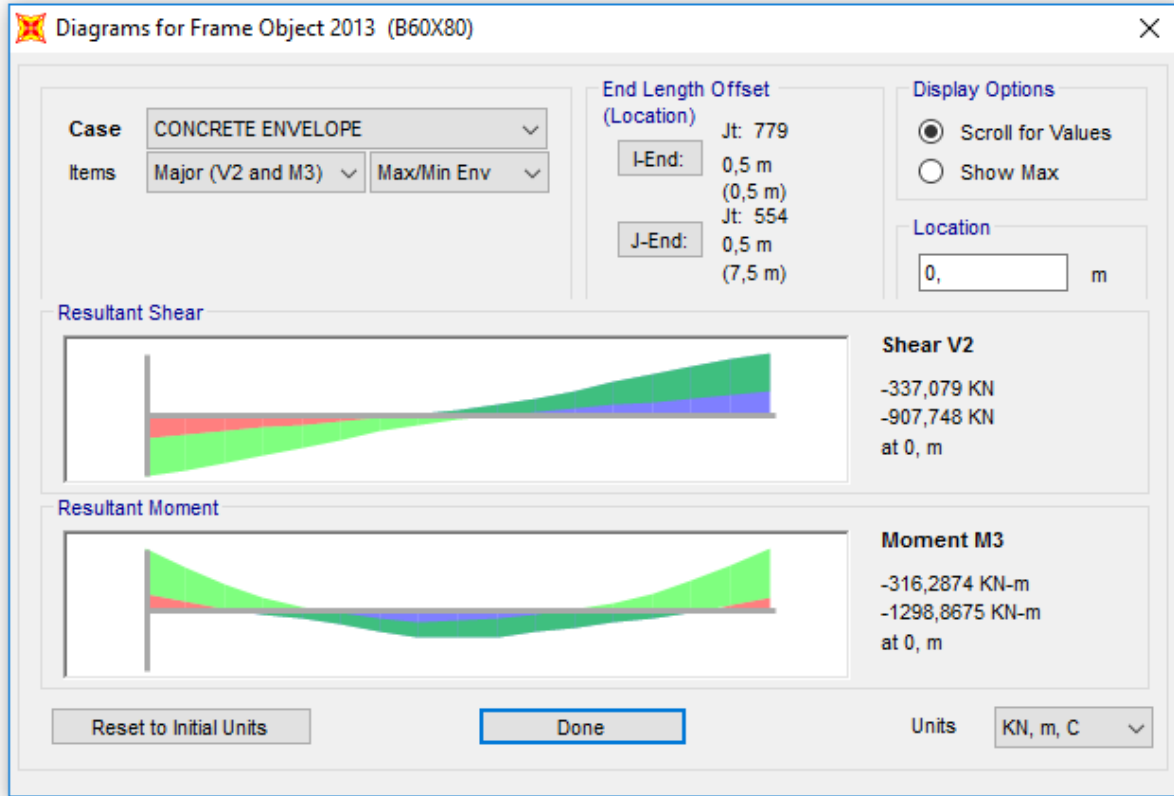 Diagrams for Frame Object 2013 (B60X80)
Case CONCRETE ENVELOPE
Items Major (V2 and M3) Max/Min Env
End Length Offset
(Location)
I-End:
Jt: 779
0,5 m
(0,5 m)
J-End:
Jt: 554
0,5 m
(7,5 m)
Display Options
Scroll for Values
Show Max
Location
0, m
Resultant Shear
Shear V2
-337,079 KN
-907,748 KN
at 0, m
Resultant Moment
Moment M3
-316,2874 KN-m
-1298,8675 KN-m
at 0, m
Reset to Initial Units
Done
Units KN, m, C